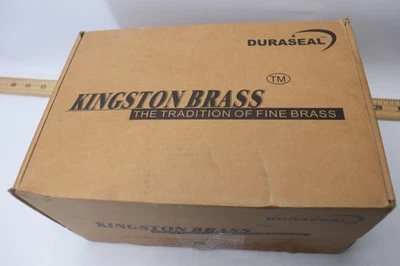 DURASEAL
TM
KINGSTON BRASS
THE TRADITION OF FINE BRASS
KINGSTON BRASS
DURASEAL